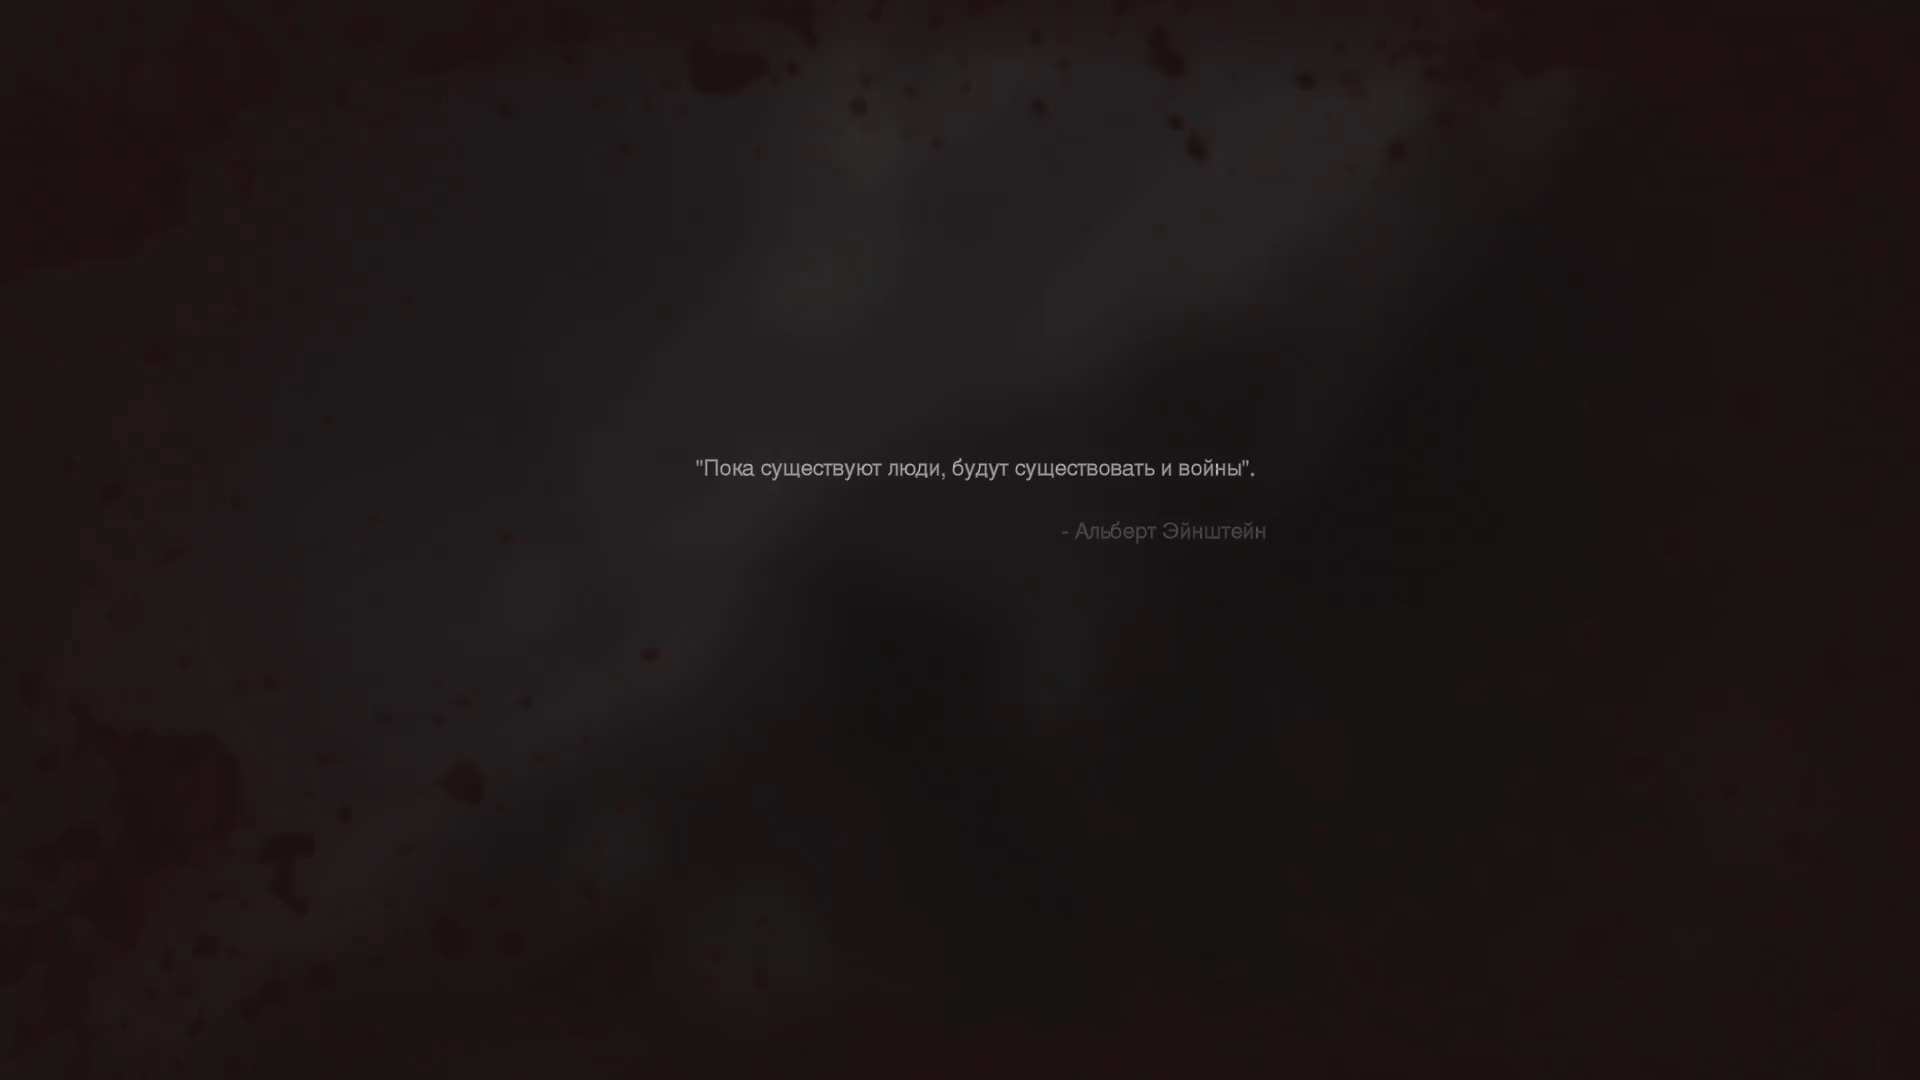 "Пока существуют люди, будут существовать и войны".
- Альберт Эйнштейн